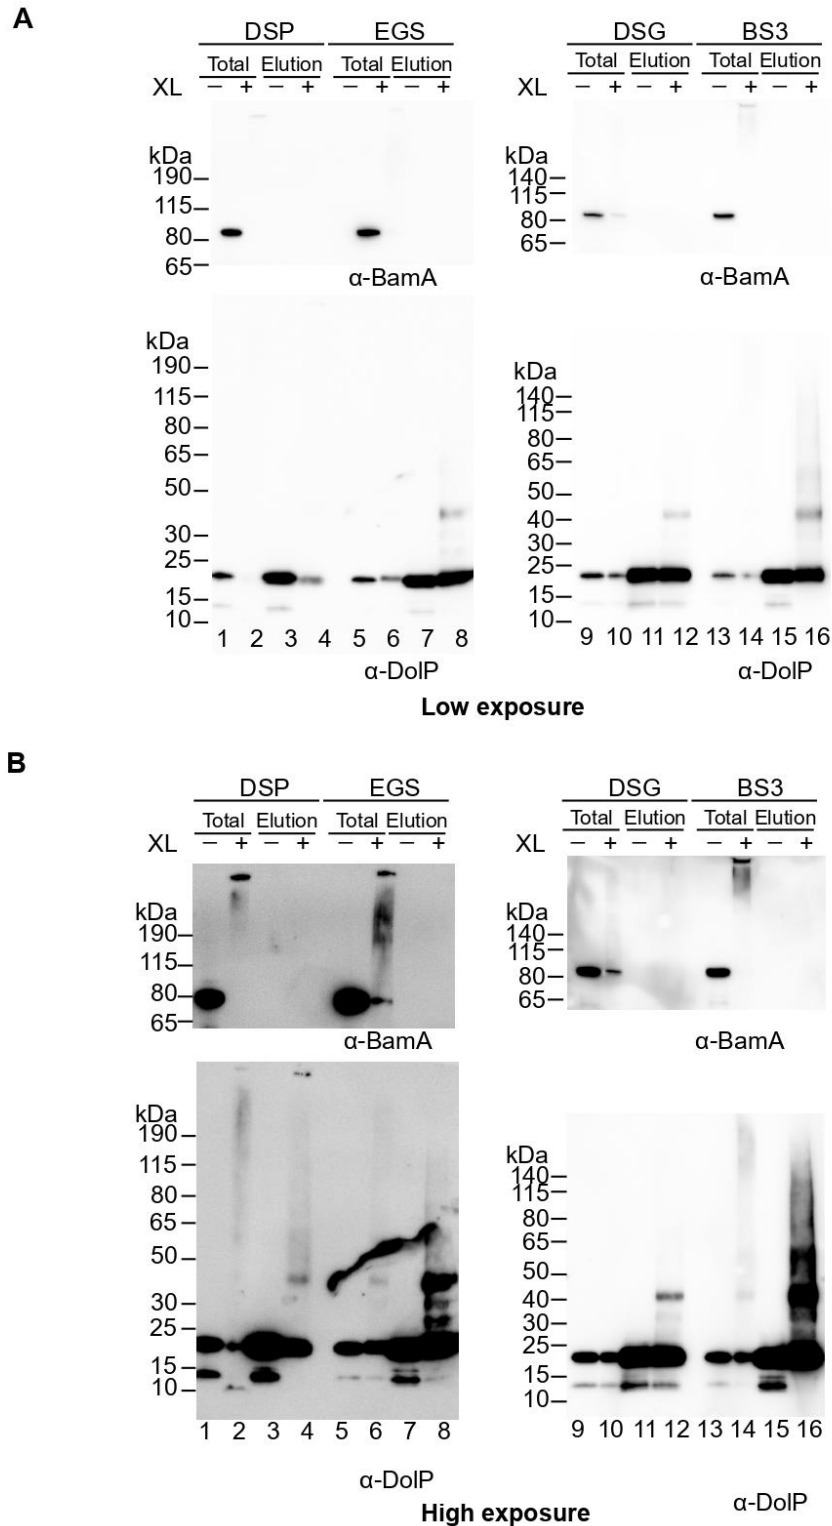 A
DSP EGS DSG BS3
Total Elution Total Elution Total Elution Total Elution
XL − + − + − + − + XL − + − + − + − +
kDa
190
115
80
65
α-BamA
kDa
140
115
80
65
α-BamA
kDa
190
115
80
65
50
30
25
15
10
1 2 3 4 5 6 7 8
α-DolP
kDa
140
115
80
65
50
40
30
25
15
10
9 10 11 12 13 14 15 16
α-DolP
Low exposure
B
DSP EGS DSG BS3
Total Elution Total Elution Total Elution Total Elution
XL − + − + − + − + XL − + − + − + − +
kDa
190
115
80
65
α-BamA
kDa
140
115
80
65
α-BamA
kDa
190
115
80
65
50
30
25
15
10
1 2 3 4 5 6 7 8
α-DolP
kDa
140
115
80
65
50
40
30
25
15
10
9 10 11 12 13 14 15 16
α-DolP
High exposure